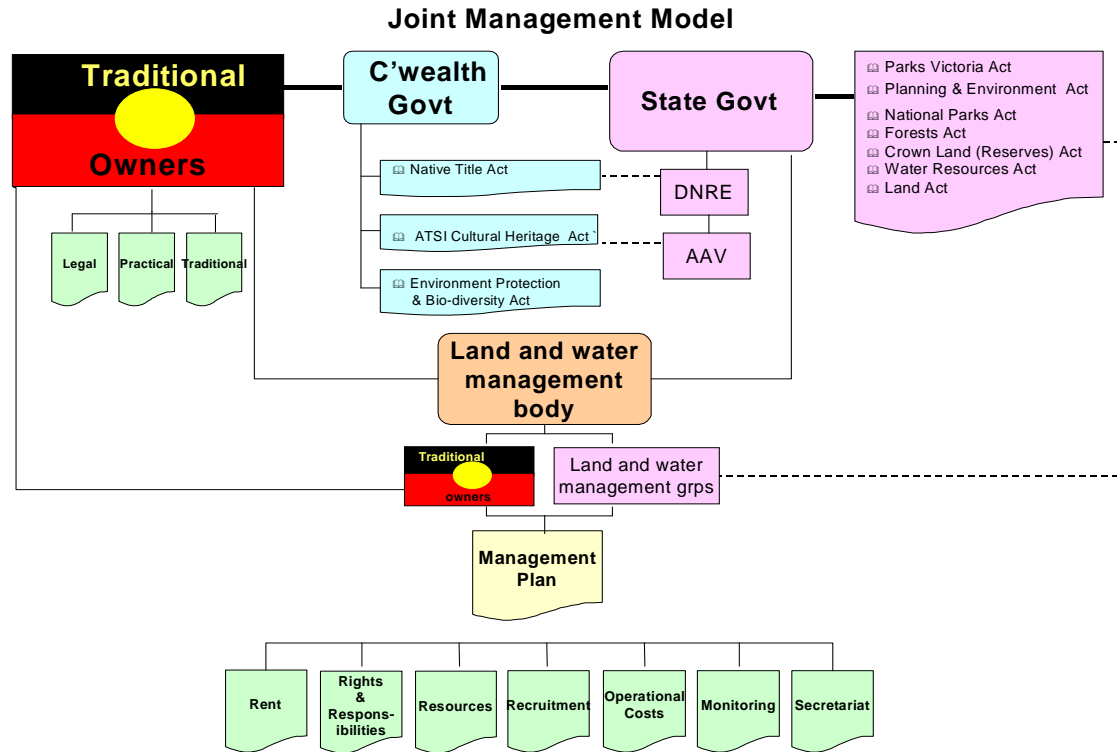 Joint Management Model
Traditional
Owners
C'wealth
Govt
State Govt
Parks Victoria Act
Planning & Environment Act
National Parks Act
Forests Act
Crown Land (Reserves) Act
Water Resources Act
Land Act
Native Title Act
ATSI Cultural Heritage Act `
Environment Protection
& Bio-diversity Act
DNRE
AAV
Legal
Practical
Traditional
Land and water
management
body
Traditional
owners
Land and water
management grps
Management
Plan
Rent
Rights
&
Respons-
ibilities
Resources
Recruitment
Operational
Costs
Monitoring
Secretariat